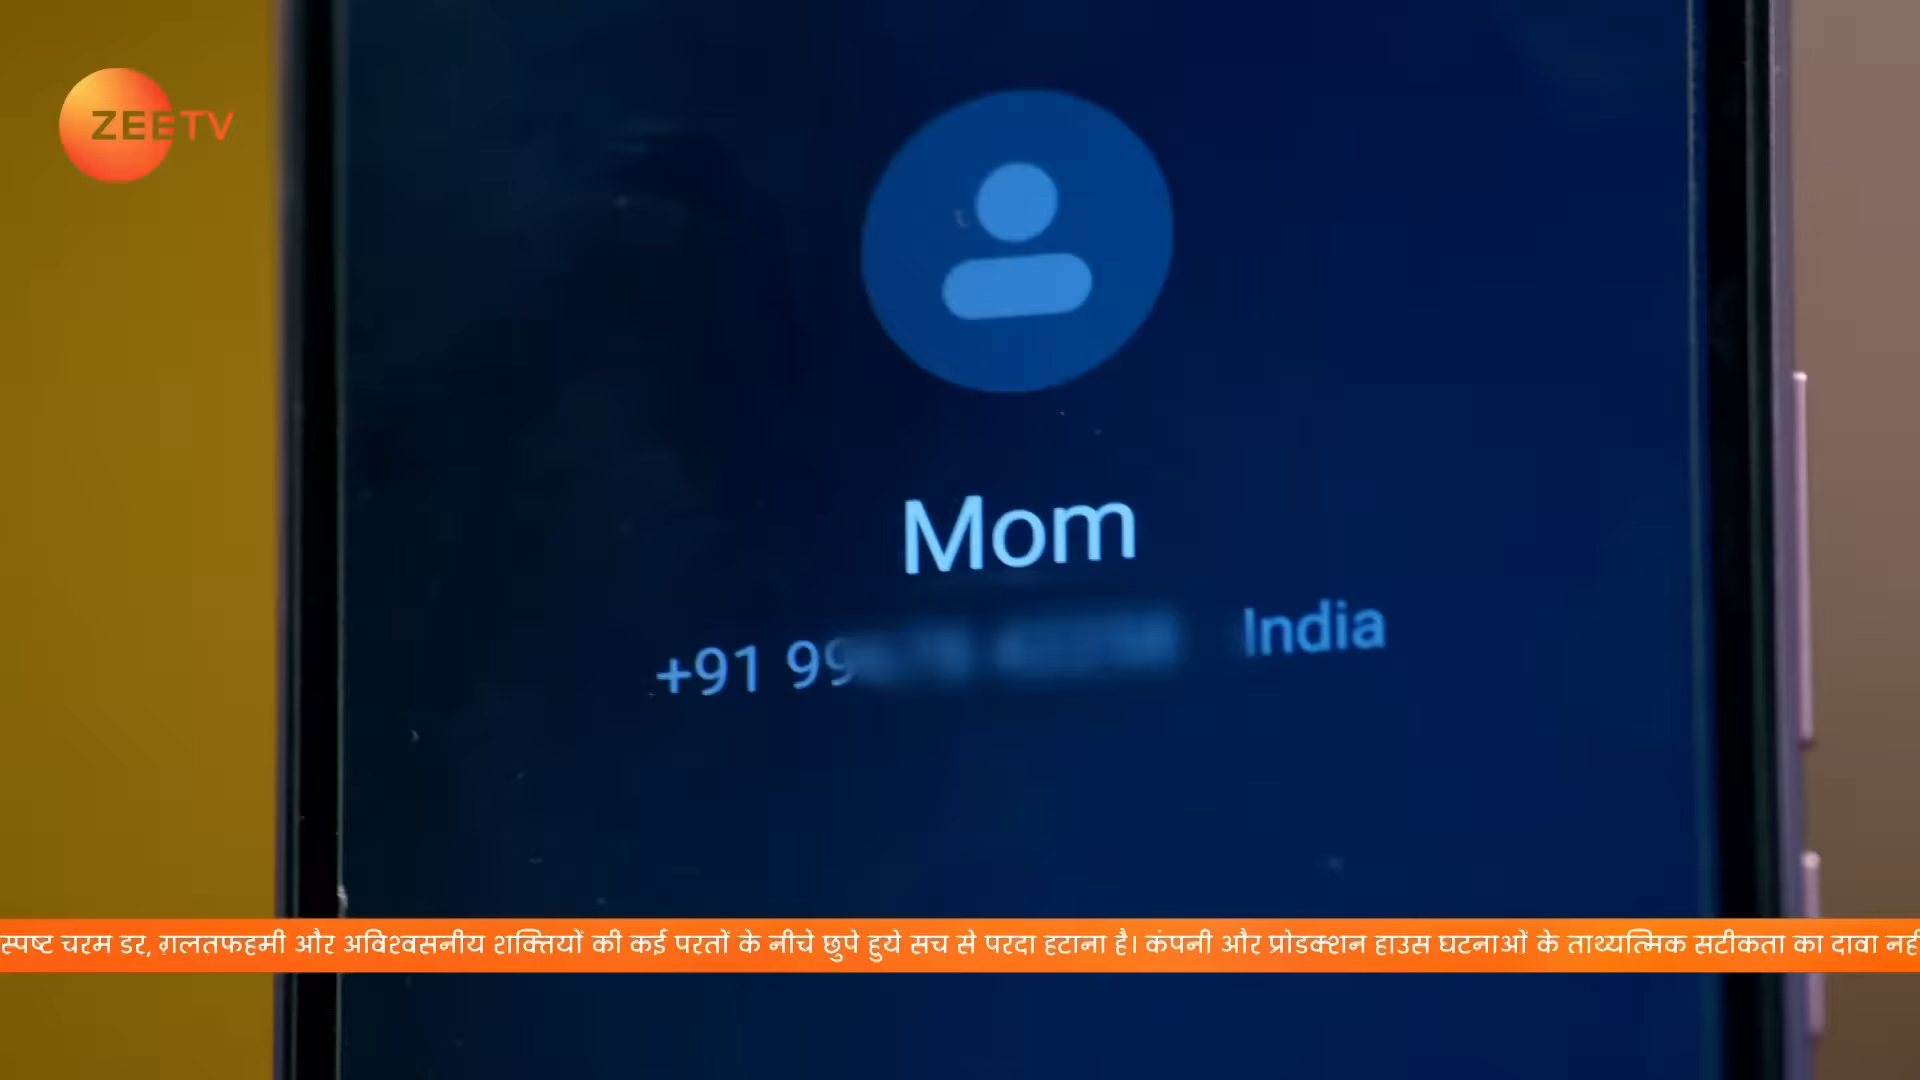 ZEETV
Mom
+91 99 India
स्पष्ट चरम डर, ग़लतफहमी और अविश्वसनीय शक्तियों की कई परतों के नीचे छुपे हुये सच से परदा हटाना है। कंपनी और प्रोडक्शन हाउस घटनाओं के ताथ्यत्मिक सटीकता का दावा नही